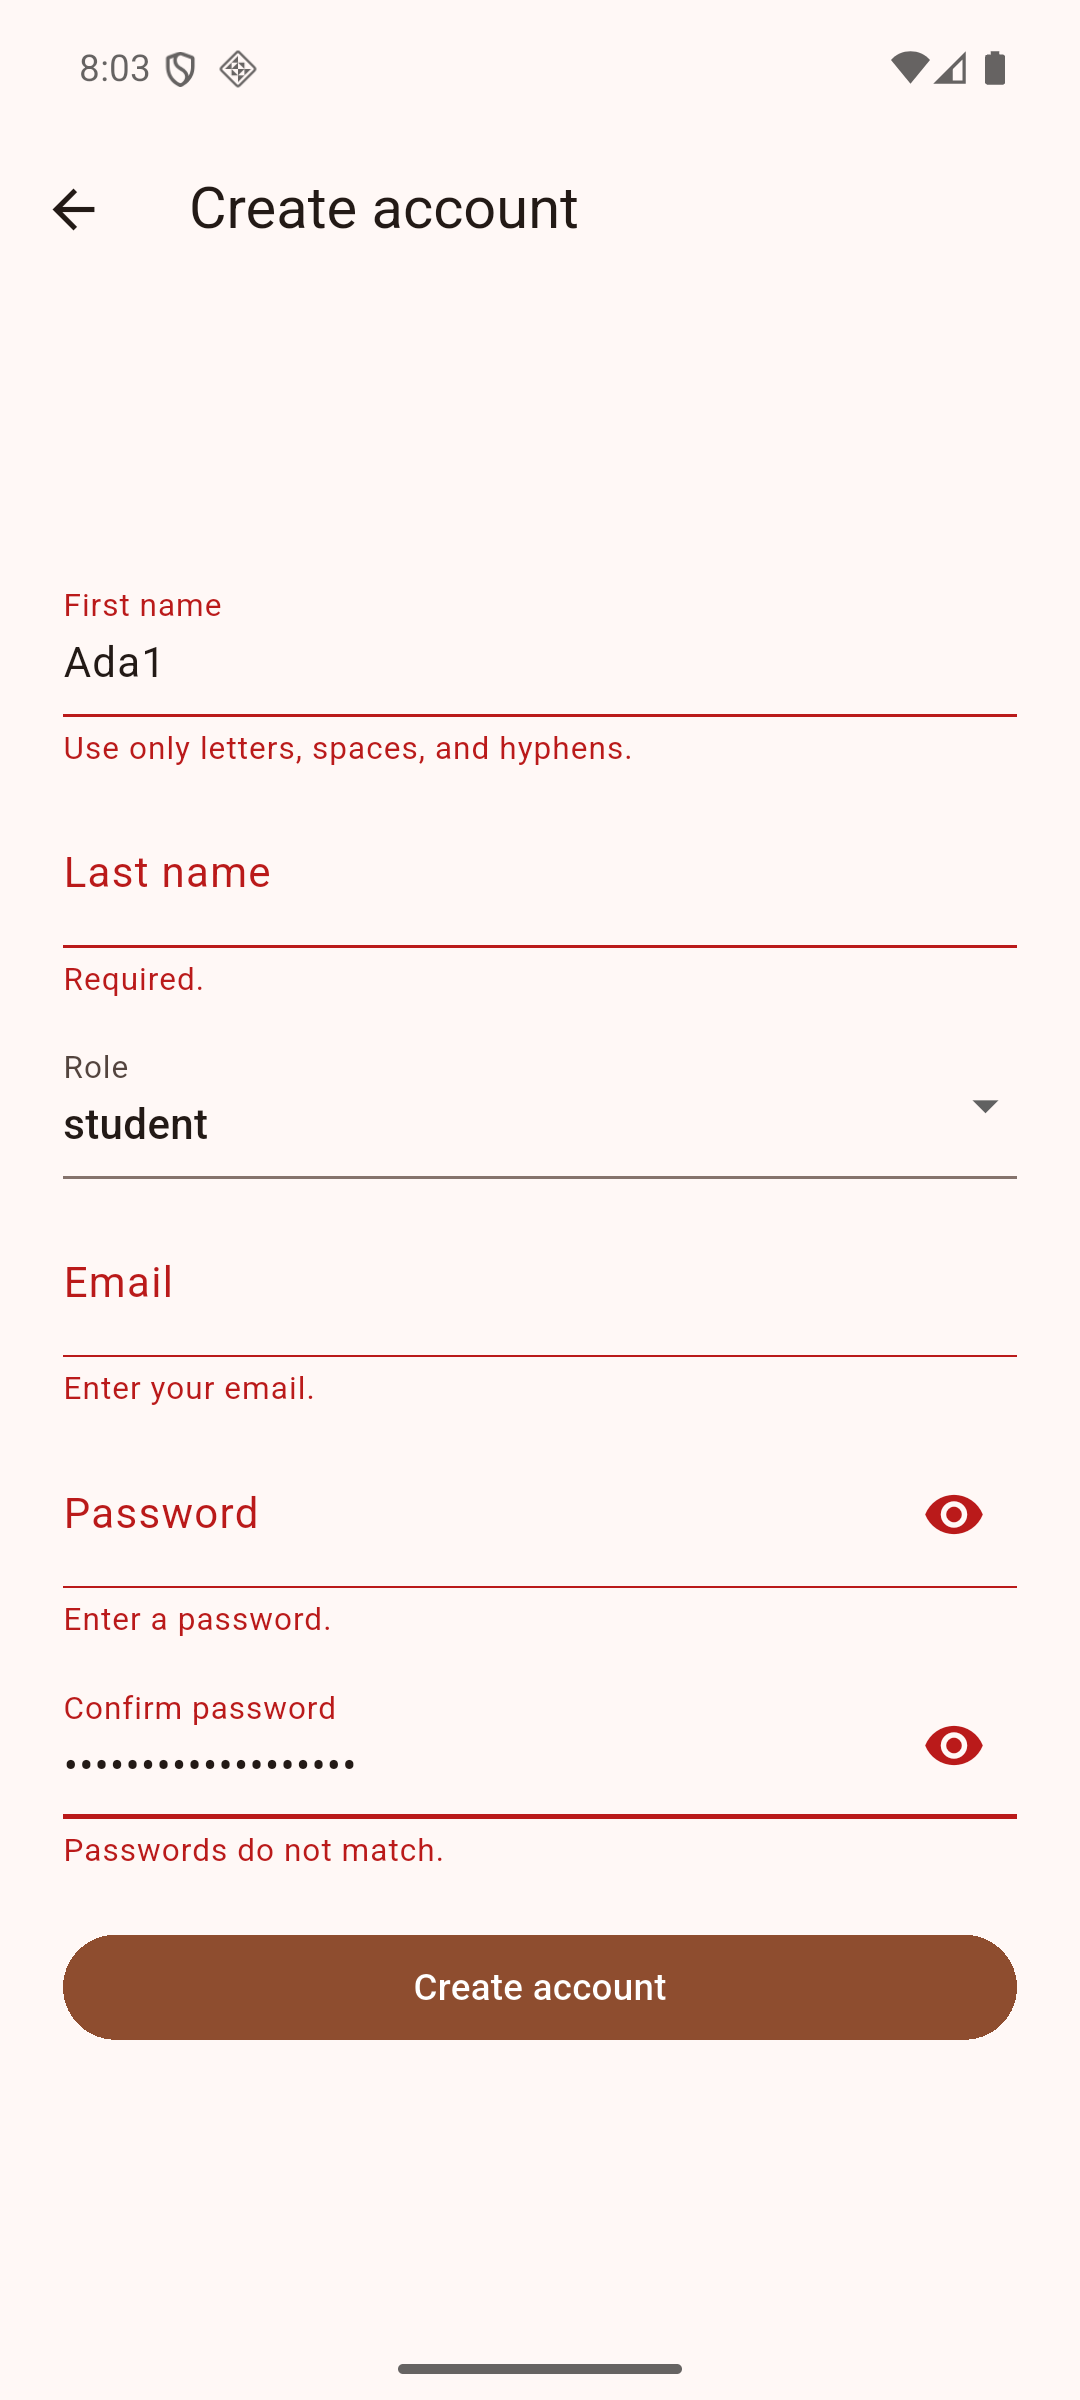 8:03
Create account
First name
Ada1
Use only letters, spaces, and hyphens.
Last name
Required.
Role
student
Email
Enter your email.
Password
Enter a password.
Confirm password
•••••••••••••••••••
Passwords do not match.
Create account